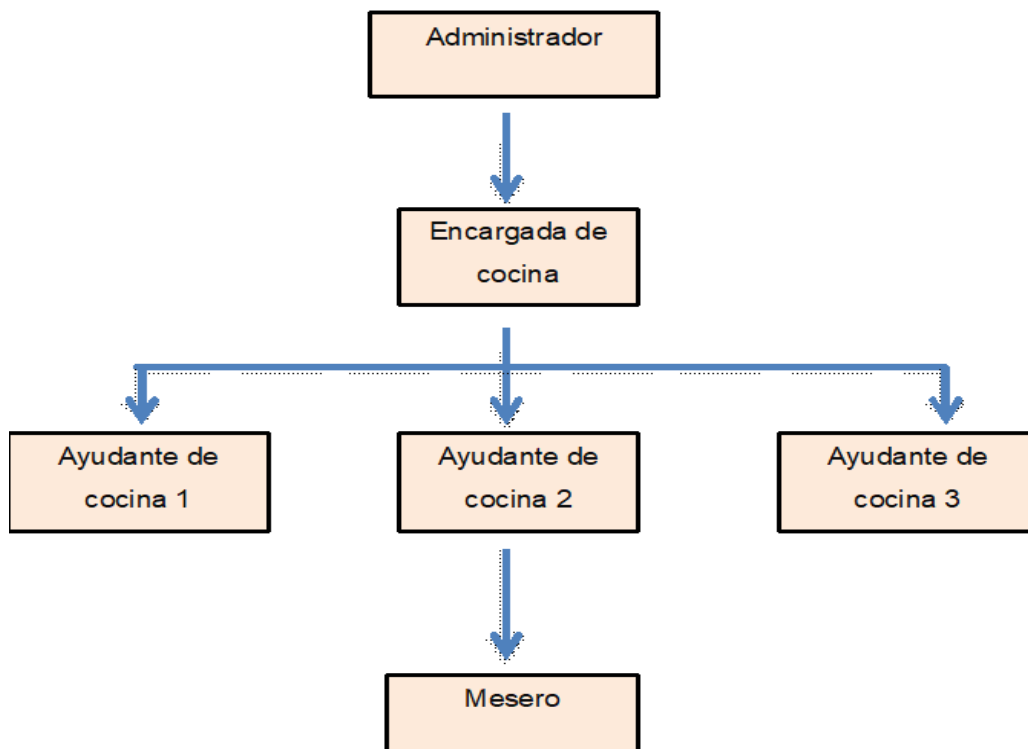 Administrador
Encargada de
cocina
Ayudante de
cocina 1
Ayudante de
cocina 2
Ayudante de
cocina 3
Mesero